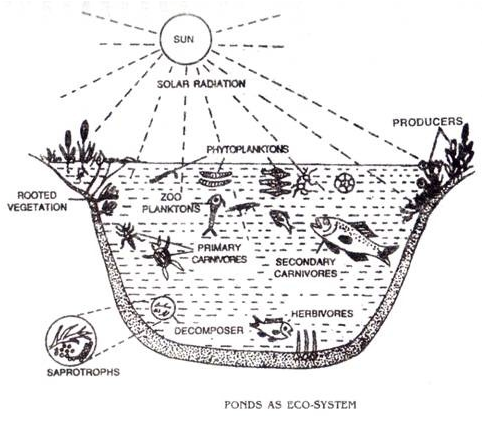 SUN
SOLAR RADIATION
PRODUCERS
PHYTOPLANKTONS
ROOTED
VEGETATION
ZOO
PLANKTONS
PRIMARY
CARNIVORES
SECONDARY
CARNIVORES
HERBIVORES
DECOMPOSER
SAPROTROPHS
PONDS AS ECO-SYSTEM